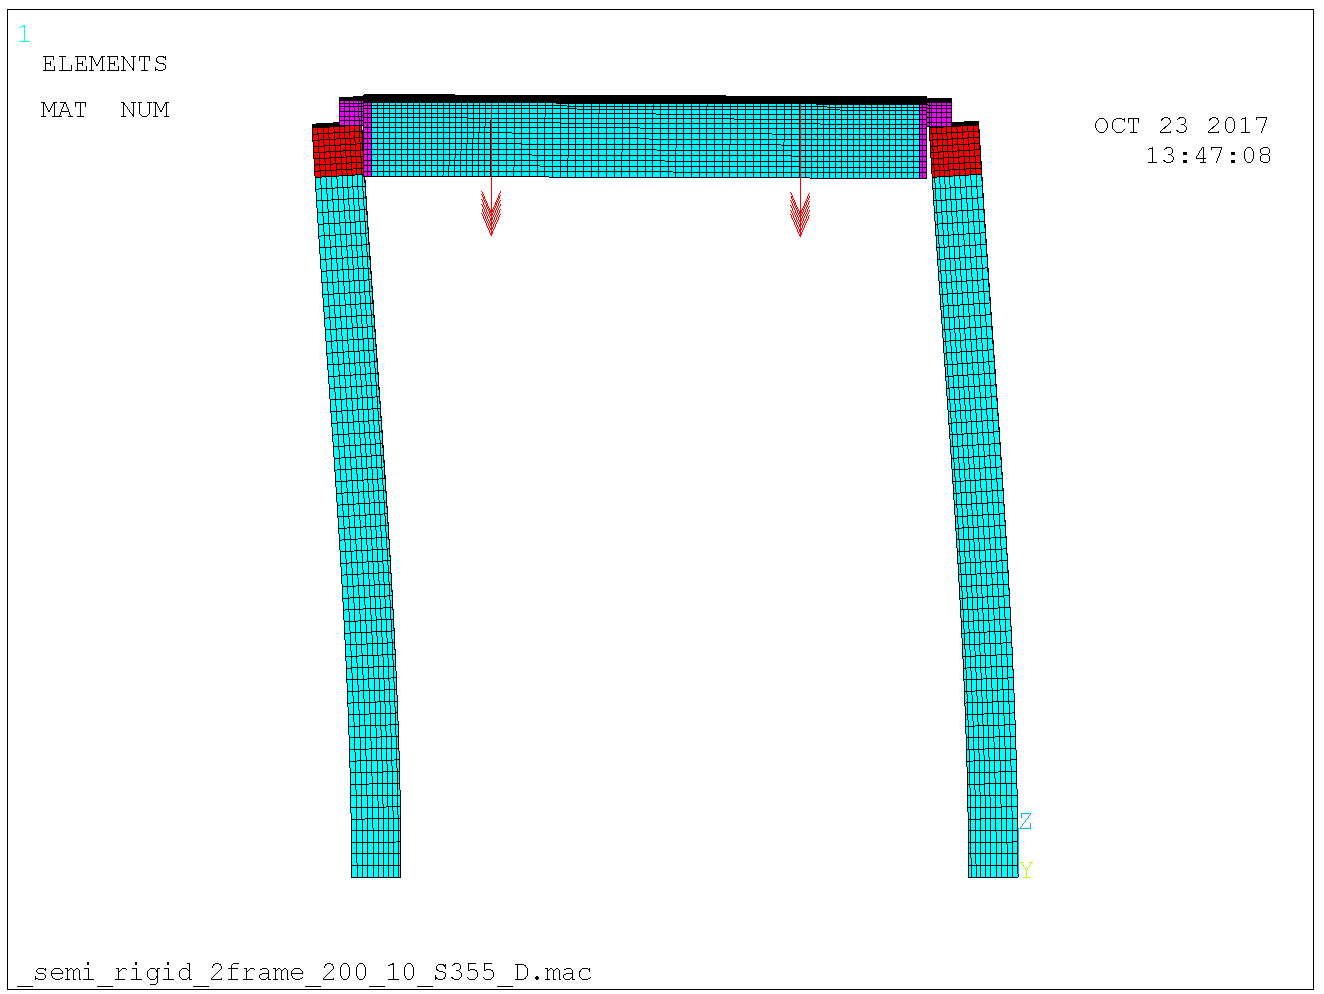 1
ELEMENTS
MAT NUM
OCT 23 2017
13:47:08
Z
Y
_semi_rigid_2frame_200_10_S355_D.mac